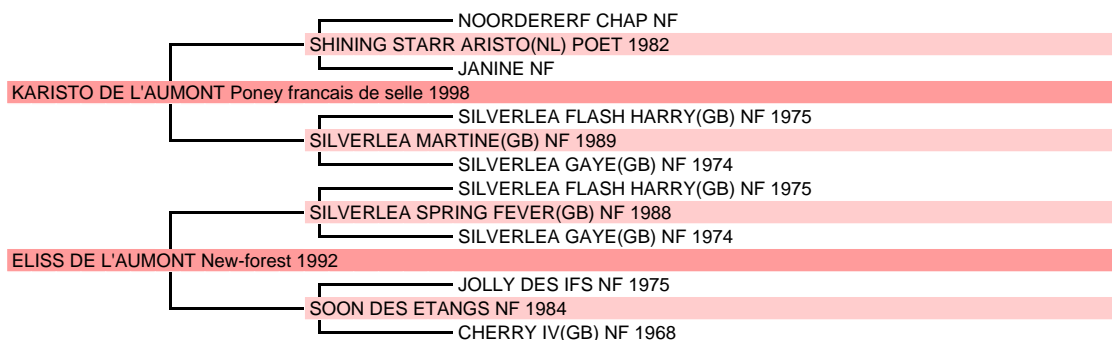 NOORDERERF CHAP NF
SHINING STARR ARISTO(NL) POET 1982
JANINE NF
KARISTO DE L'AUMONT Poney francais de selle 1998
SILVERLEA FLASH HARRY(GB) NF 1975
SILVERLEA MARTINE(GB) NF 1989
SILVERLEA GAYE(GB) NF 1974
SILVERLEA FLASH HARRY(GB) NF 1975
SILVERLEA SPRING FEVER(GB) NF 1988
SILVERLEA GAYE(GB) NF 1974
ELISS DE L'AUMONT New-forest 1992
JOLLY DES IFS NF 1975
SOON DES ETANGS NF 1984
CHERRY IV(GB) NF 1968